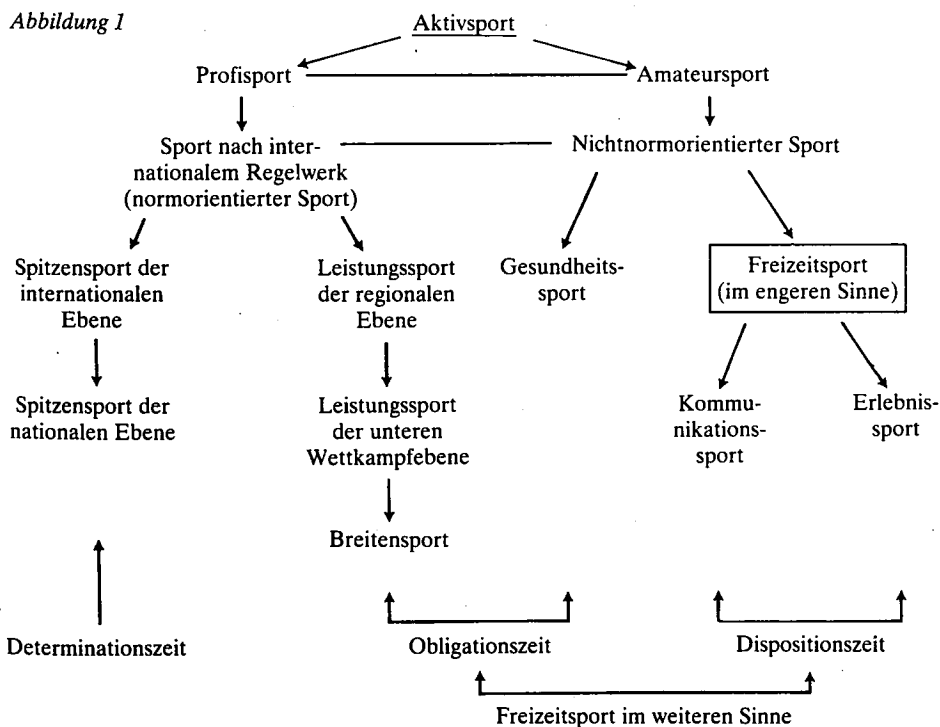 Abbildung 1
Aktivsport
Profisport
Amateursport
Sport nach inter-
nationalem Regelwerk
(normorientierter Sport)
Nichtnormorientierter Sport
Spitzensport der
internationalen
Ebene
Leistungssport
der regionalen
Ebene
Gesundheits-
sport
Freizeitsport
(im engeren Sinne)
Spitzensport der
nationalen Ebene
Leistungssport
der unteren
Wettkampfebene
Kommu-
nikations-
sport
Erlebnis-
sport
Breitensport
Determinationszeit
Obligationszeit
Dispositionszeit
Freizeitsport im weiteren Sinne